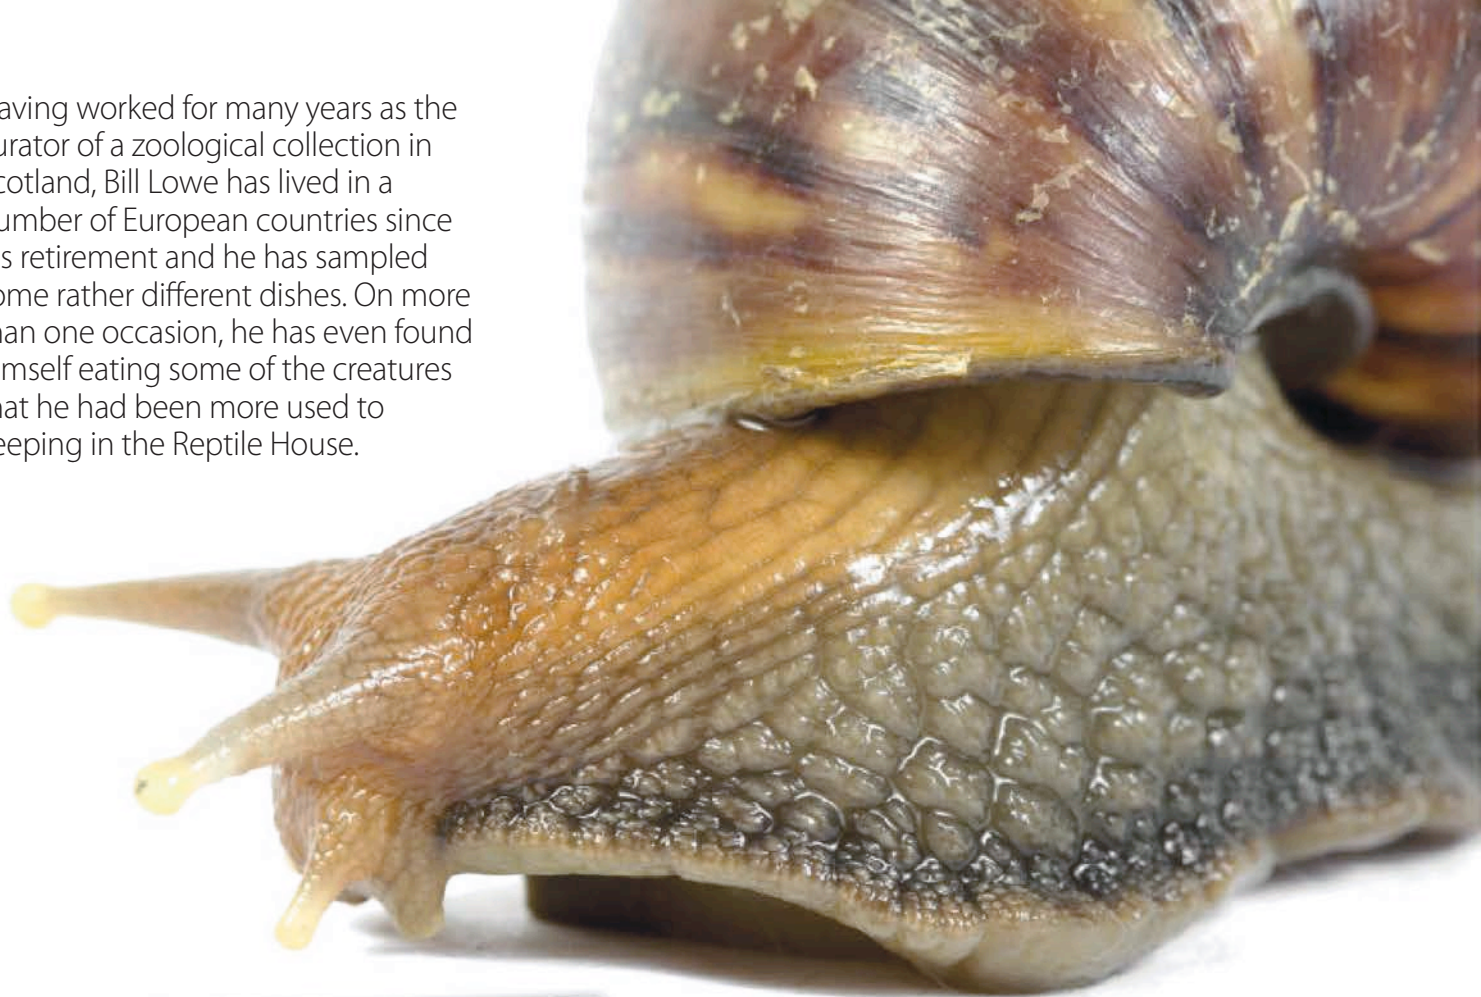 aving worked for many years as the
urator of a zoological collection in
cotland, Bill Lowe has lived in a
umber of European countries since
is retirement and he has sampled
ome rather different dishes. On more
han one occasion, he has even found
imself eating some of the creatures
hat he had been more used to
eeping in the Reptile House.